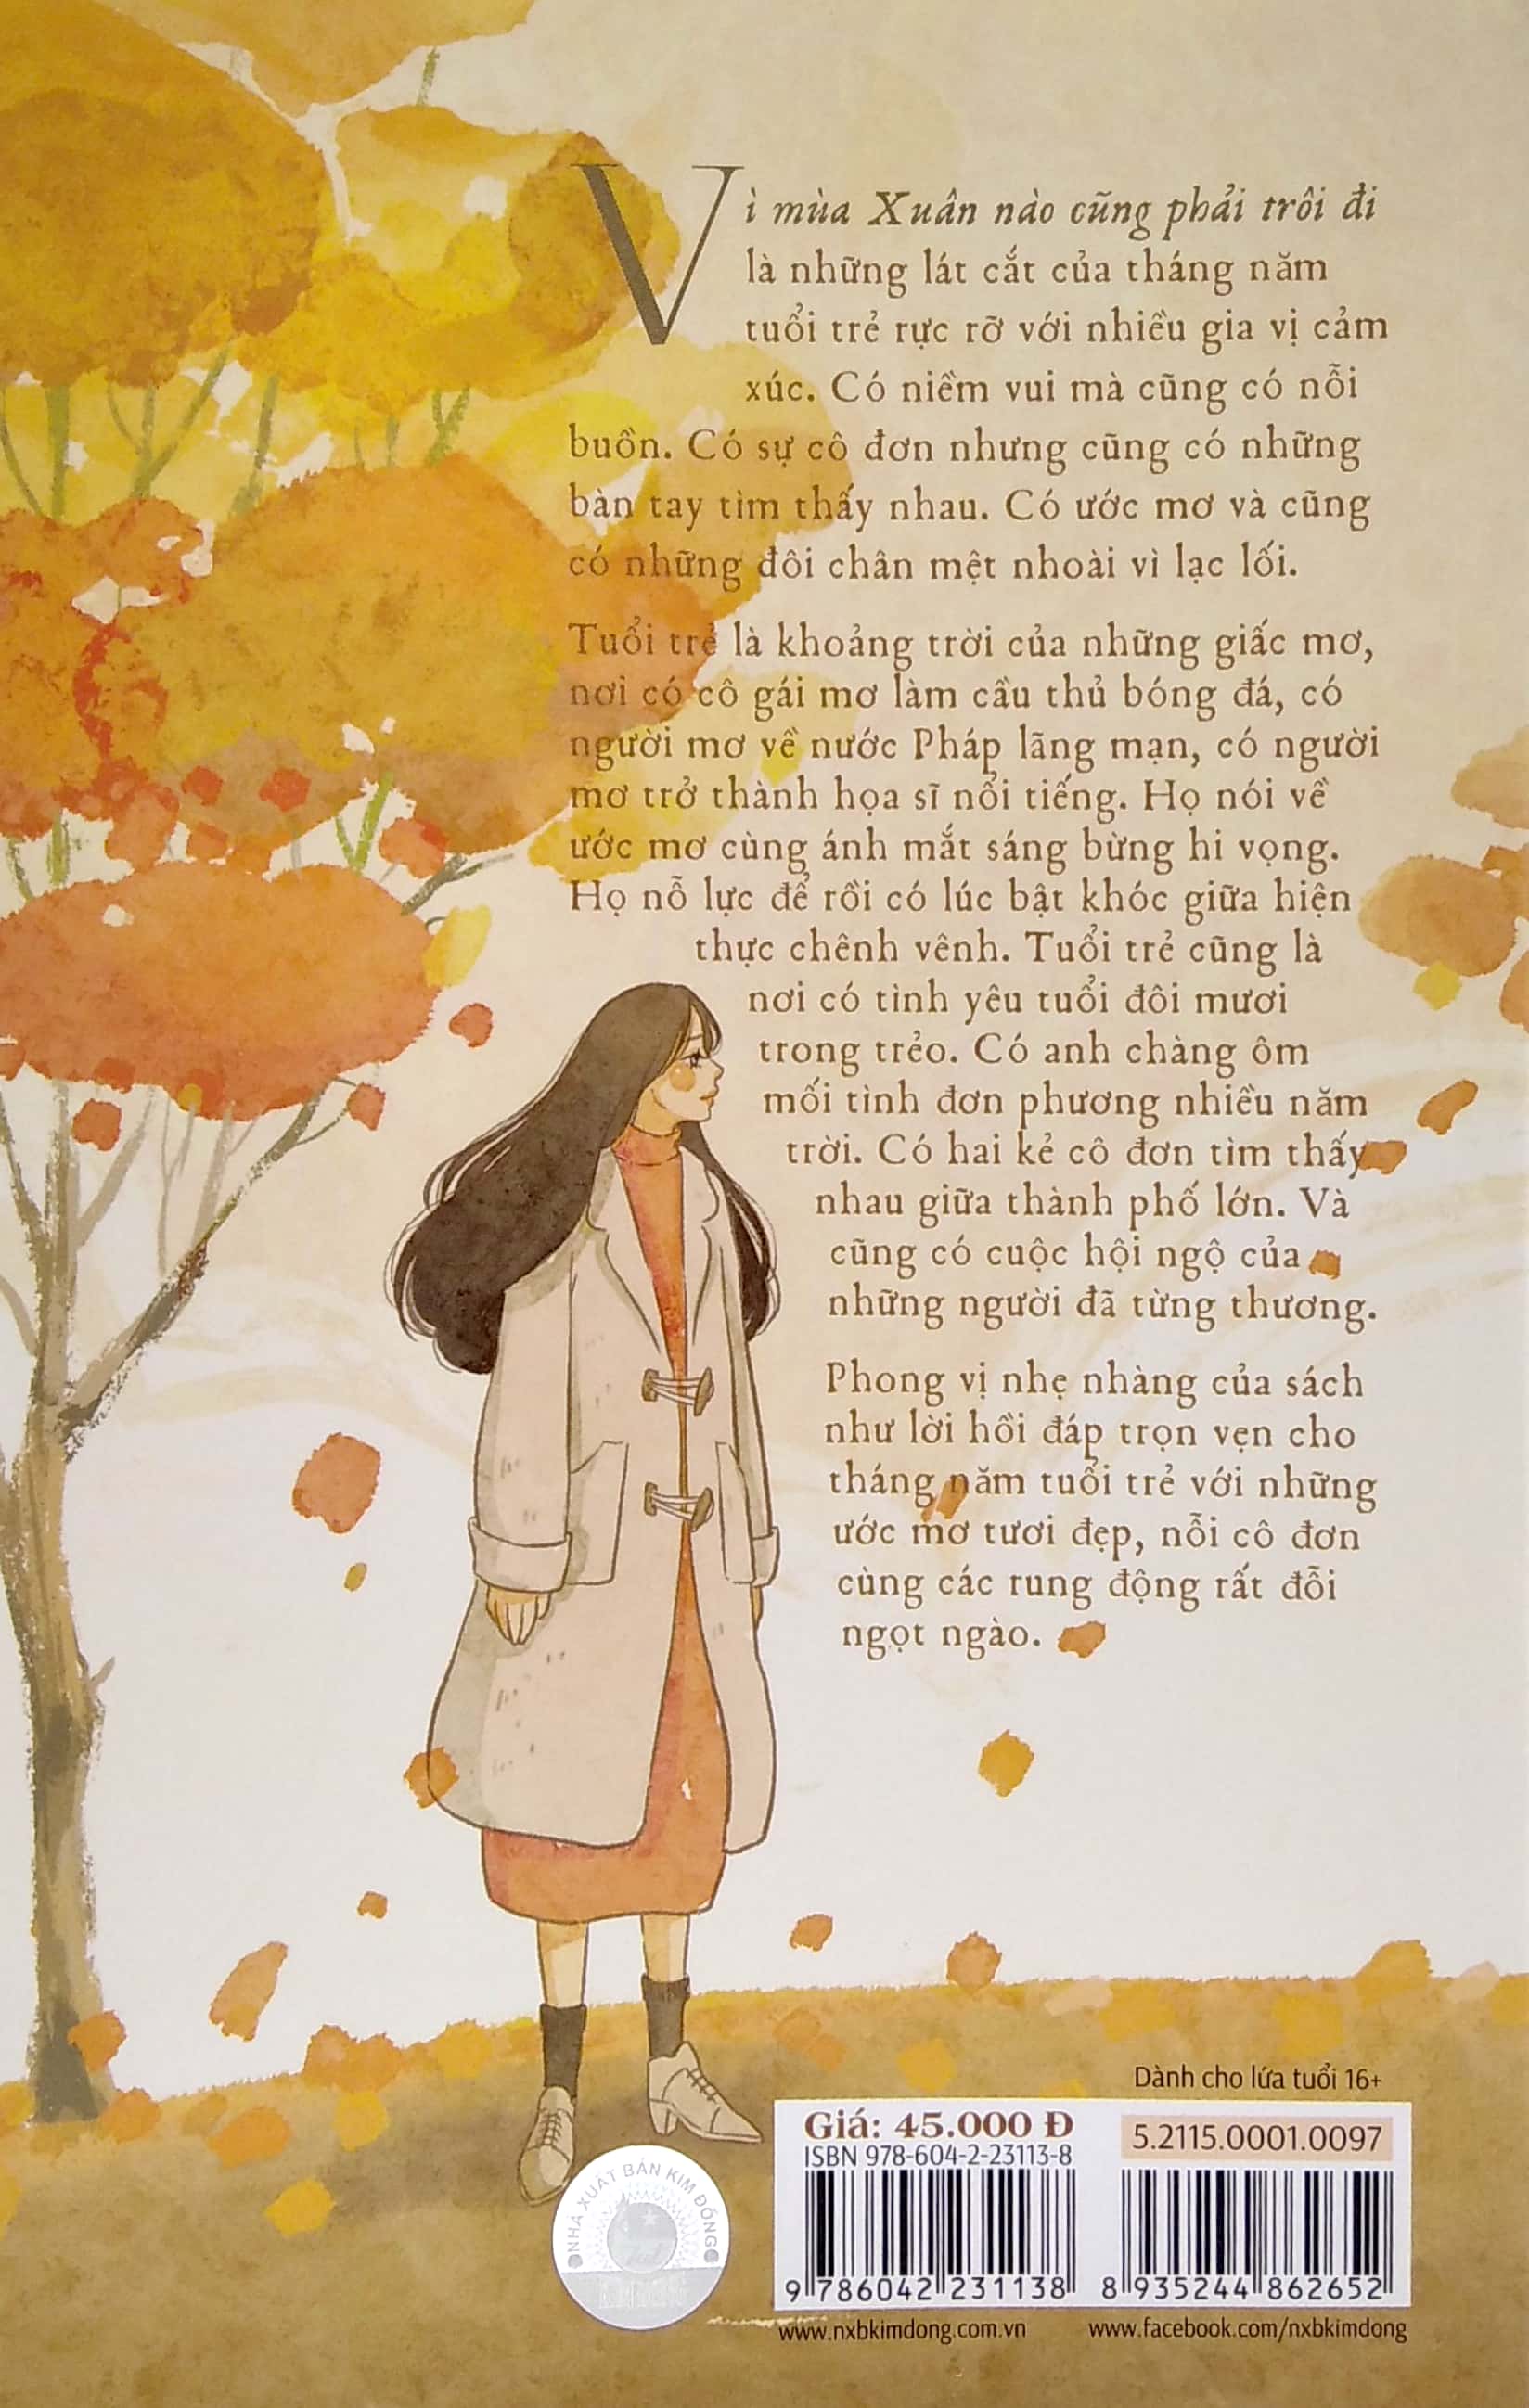 Vì mùa Xuân nào cũng phải trôi đi
là những lát cắt của tháng năm
tuổi trẻ rực rỡ với nhiều gia vị cảm
xúc. Có niềm vui mà cũng có nỗi
buồn. Có sự cô đơn nhưng cũng có những
bàn tay tìm thấy nhau. Có ước mơ và cũng
có những đôi chân mệt nhoài vì lạc lối.
Tuổi trẻ là khoảng trời của những giấc mơ,
nơi có cô gái mơ làm cầu thủ bóng đá, có
người mơ về nước Pháp lãng mạn, có người
mơ trở thành họa sĩ nổi tiếng. Họ nói về
ước mơ cùng ánh mắt sáng bừng hi vọng.
Họ nỗ lực để rồi có lúc bật khóc giữa hiện
thực chênh vênh. Tuổi trẻ cũng là
nơi có tình yêu tuổi đôi mươi
trong trẻo. Có anh chàng ôm
mối tình đơn phương nhiều năm
trời. Có hai kẻ cô đơn tìm thấy
nhau giữa thành phố lớn. Và
cũng có cuộc hội ngộ của
những người đã từng thương.
Phong vị nhẹ nhàng của sách
như lời hồi đáp trọn vẹn cho
tháng năm tuổi trẻ với những
ước mơ tươi đẹp, nỗi cô đơn
cùng các rung động rất đỗi
ngọt ngào.
Dành cho lứa tuổi 16+
Giá: 45.000 Đ
ISBN 978-604-2-23113-8
5.2115.0001.0097
9 786042 231138
8 935244 862652
NHÀ XUẤT BẢN KIM ĐỒNG
www.nxbkimdong.com.vn
www.facebook.com/nxbkimdong